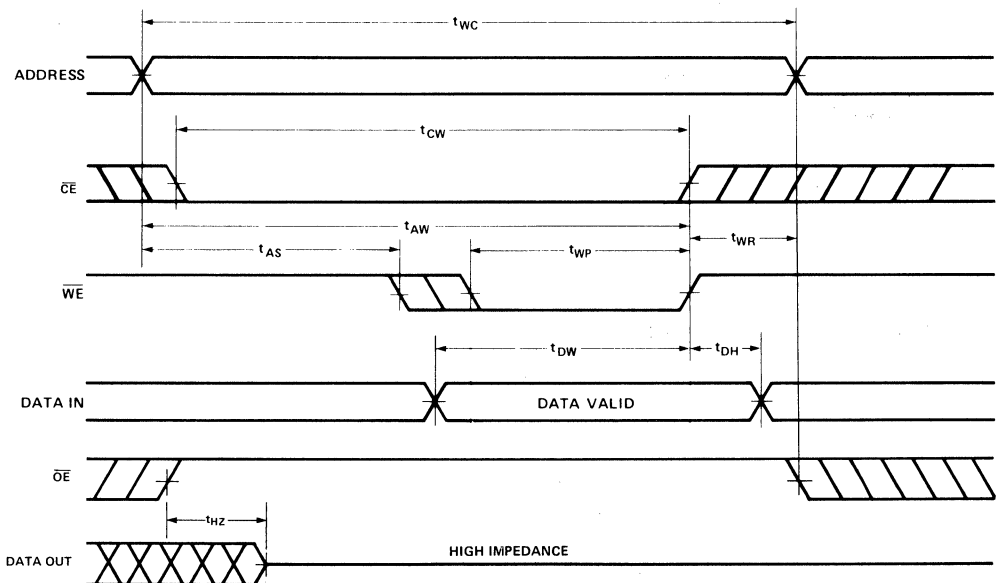 tWC
ADDRESS
tCW
CE
tAW
tAS
tWP
tWR
WE
tDW
tDH
DATA IN
DATA VALID
OE
tHZ
DATA OUT
HIGH IMPEDANCE